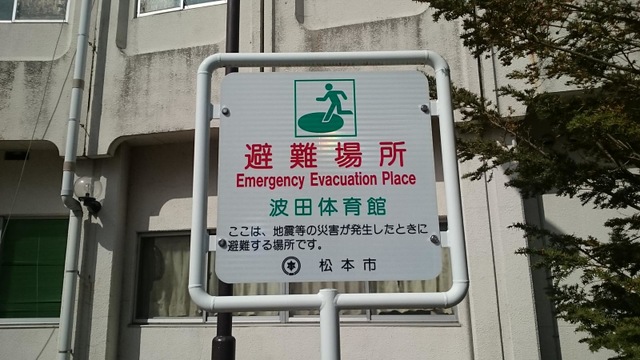 避難場所
Emergency Evacuation Place
波田体育館
ここは、地震等の災害が発生したときに
避難する場所です。
松本市